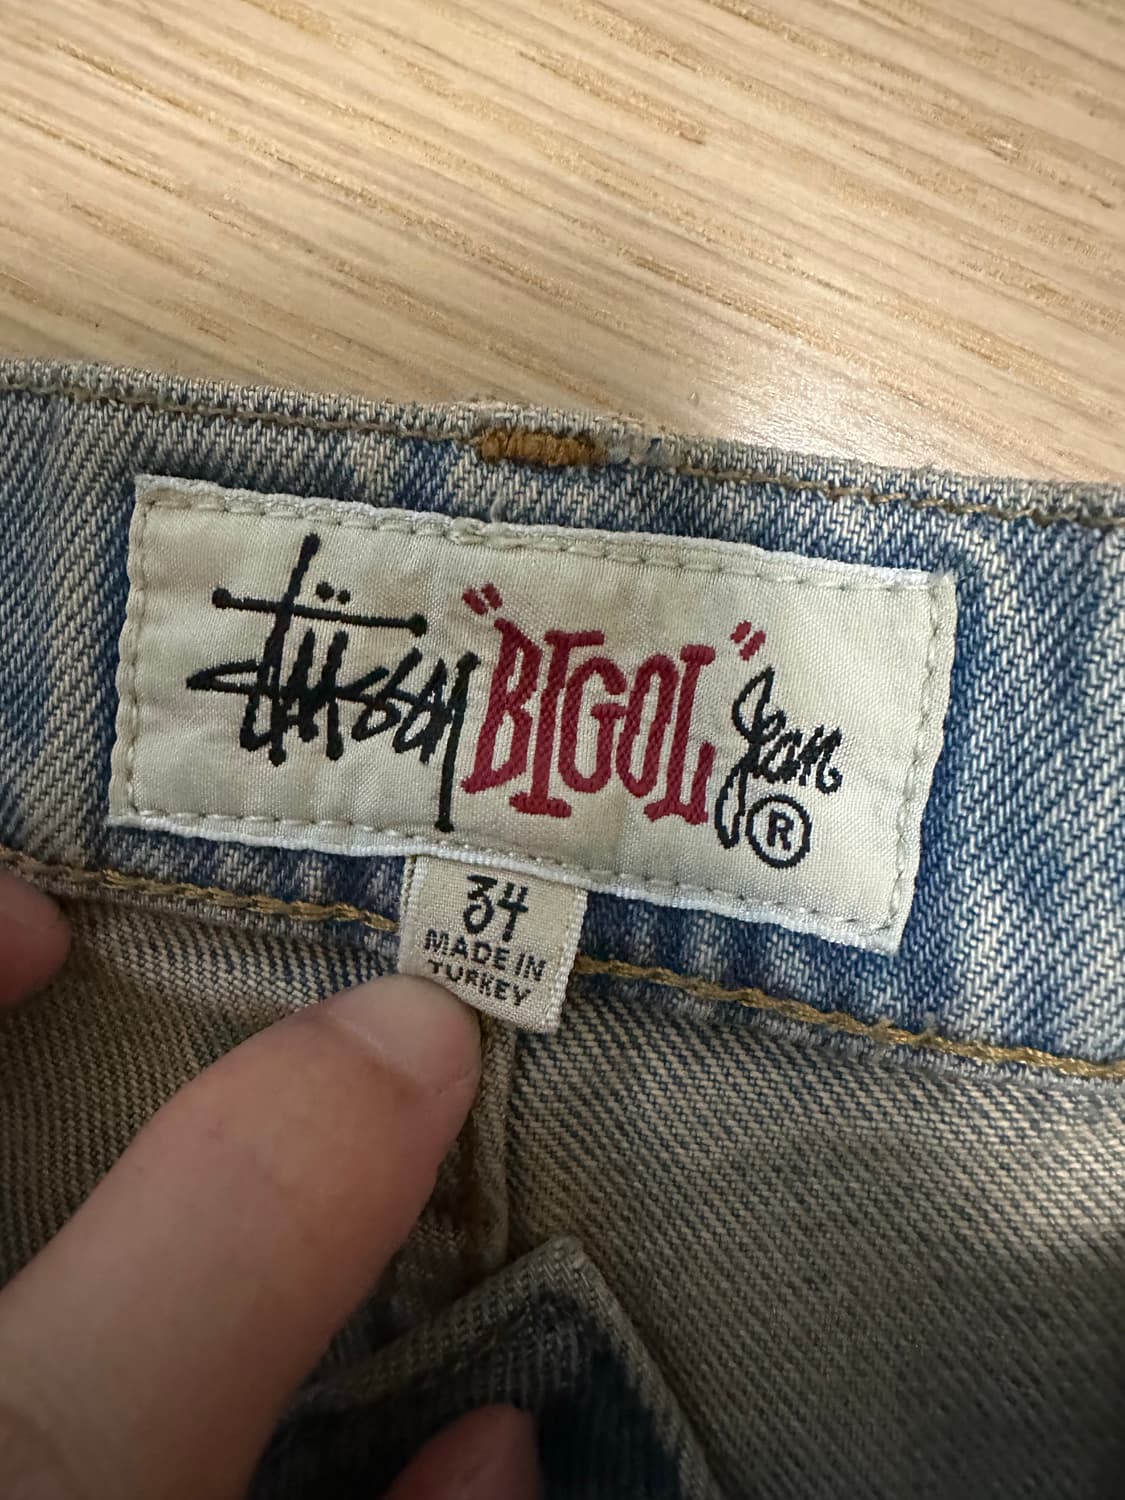 Stüssy "BIGOL" Jean ®
34
MADE IN
TURKEY